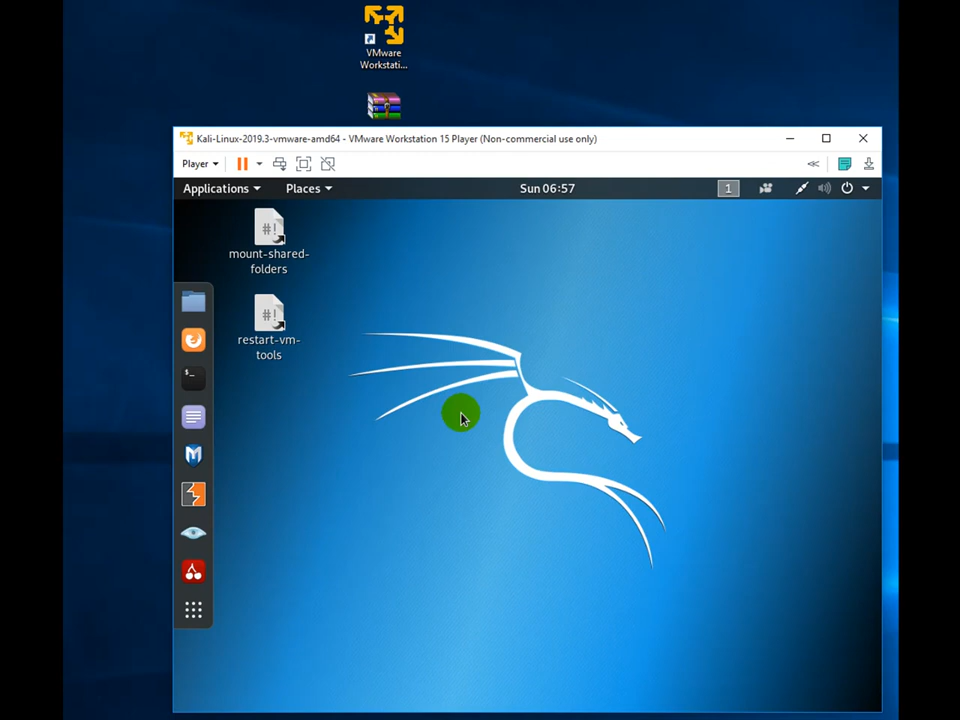 VMware
Workstati...
Kali-Linux-2019.3-vmware-amd64 - VMware Workstation 15 Player (Non-commercial use only)
Player
Applications Places Sun 06:57 1
#!
mount-shared-
folders
#!
restart-vm-
tools
$_